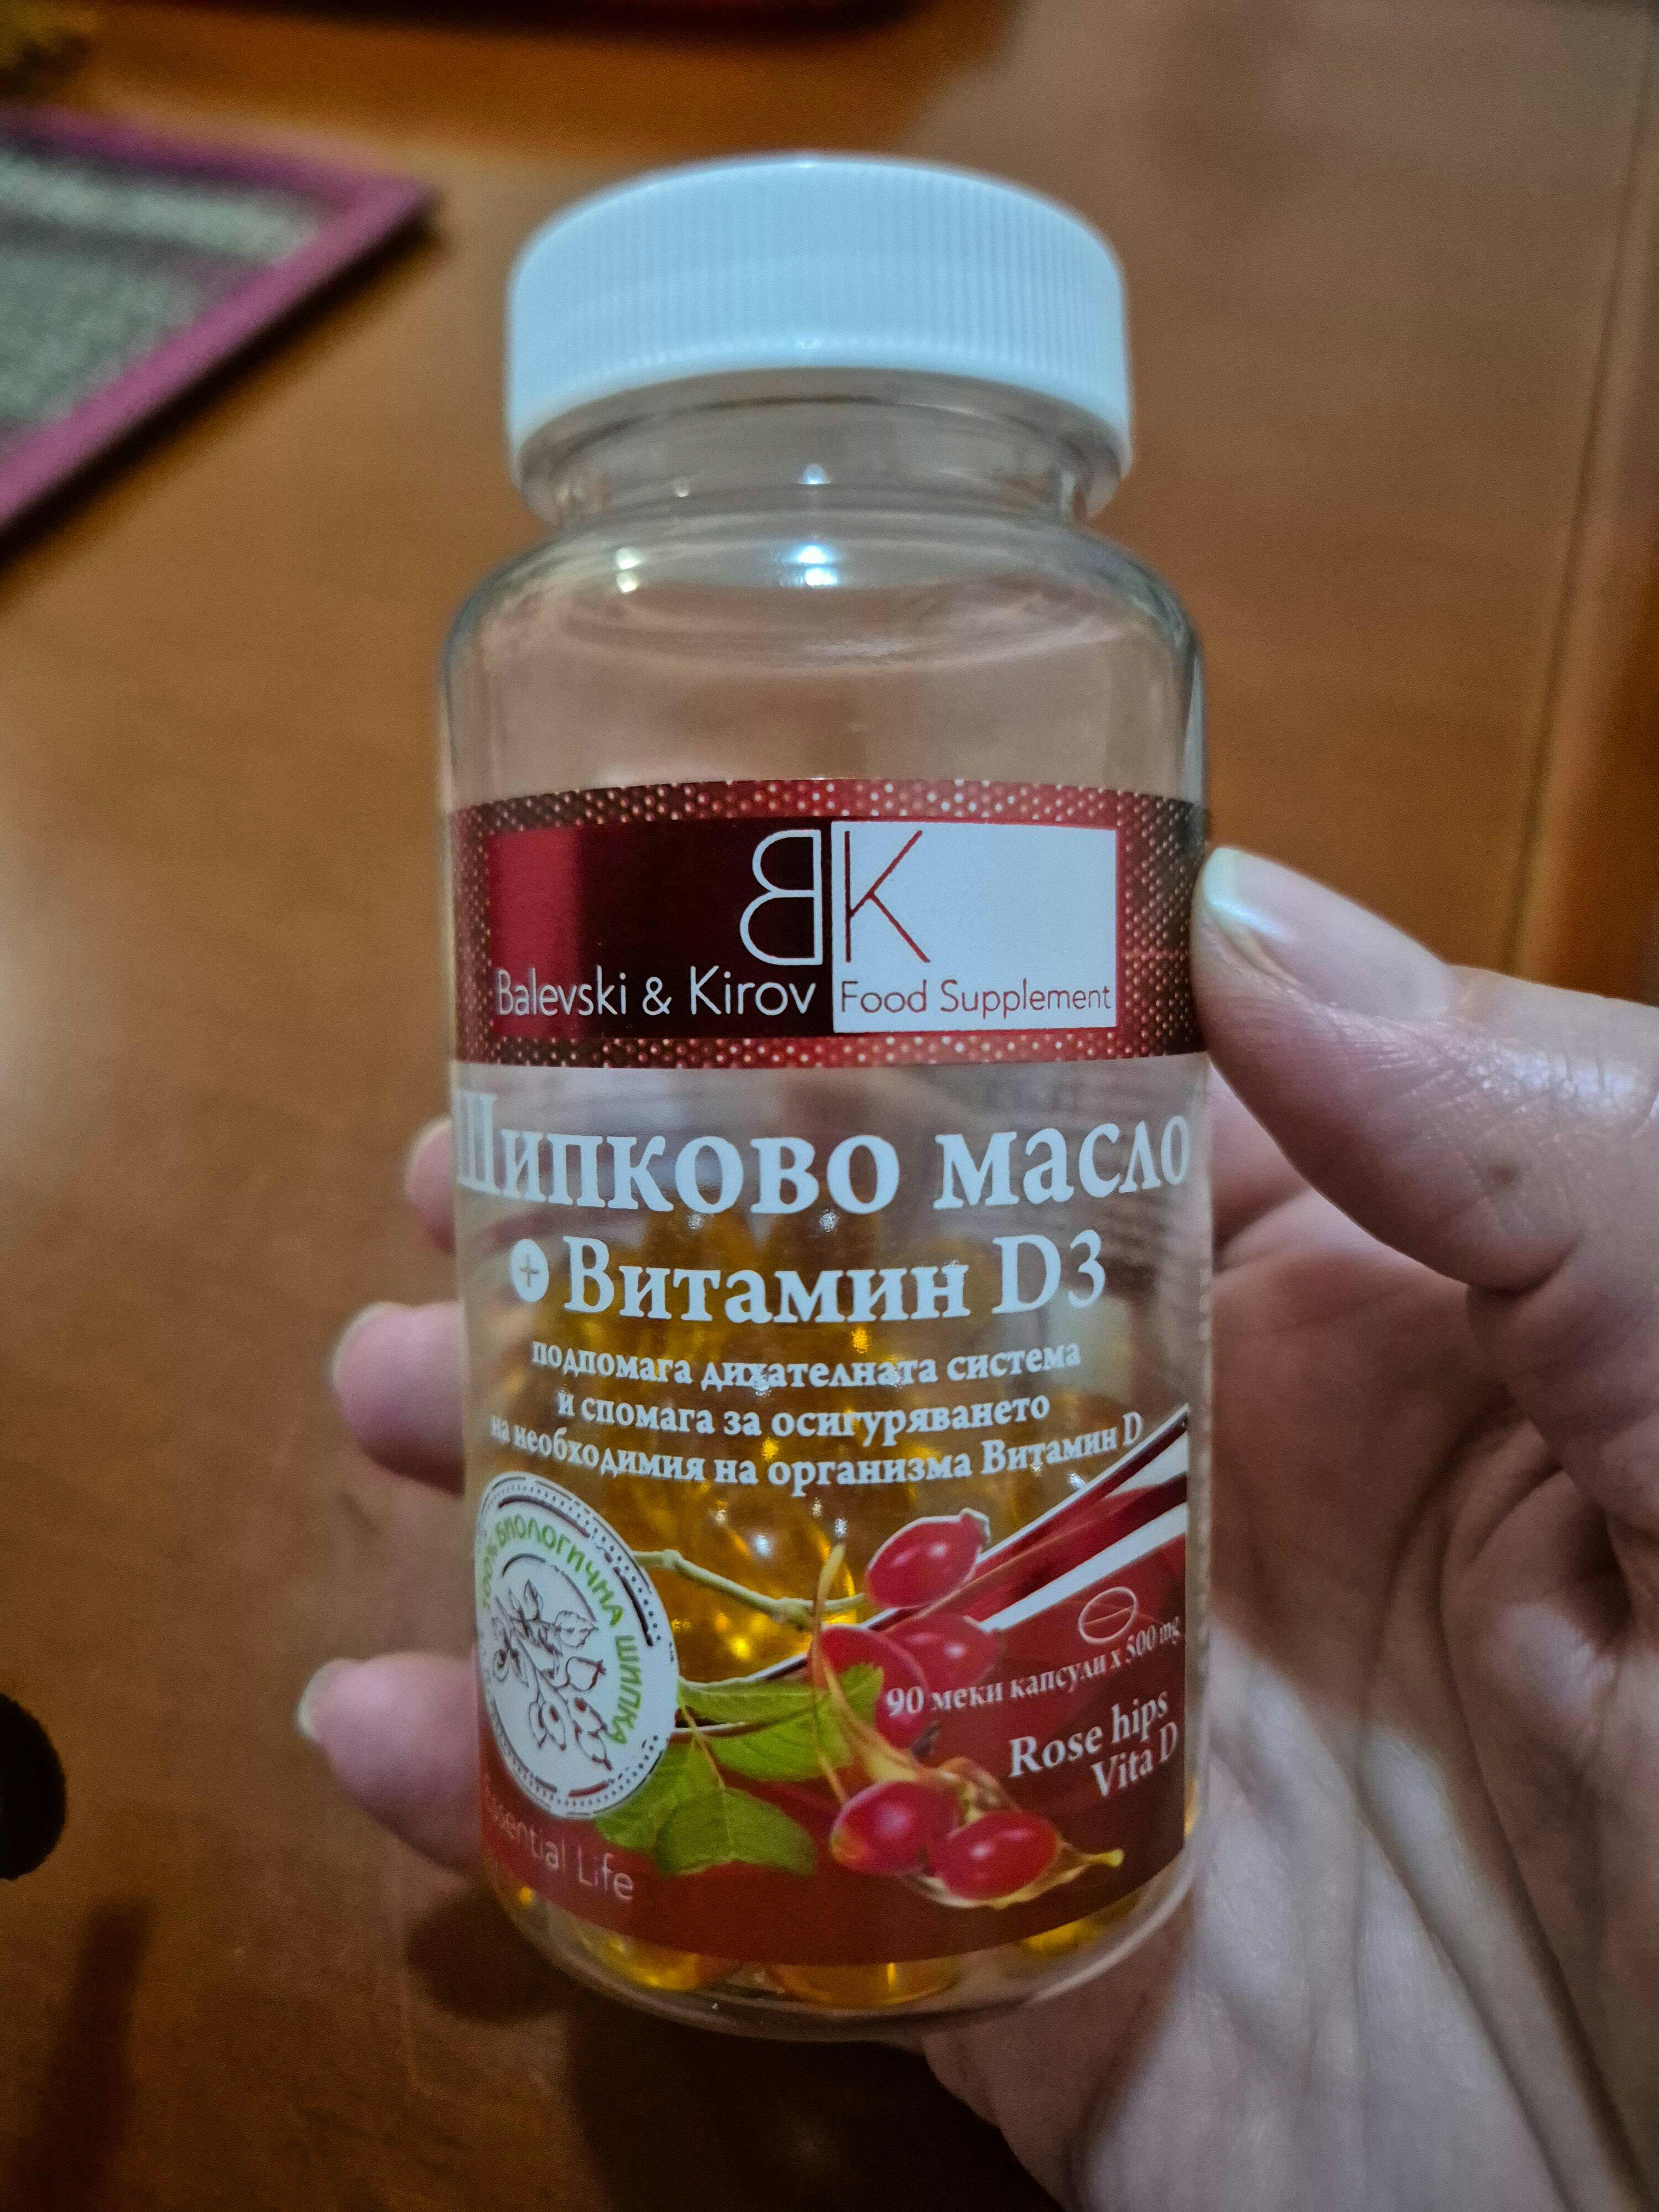 BK
Balevski & Kirov
Food Supplement
Шипково масло
+ Витамин D3
подпомага дихателната система
и спомага за осигуряването
на необходимия на организма Витамин D
100% БИОЛОГИЧНА ШИПКА
90 меки капсули x 500 mg
Rose hips
Vita D
Essential Life